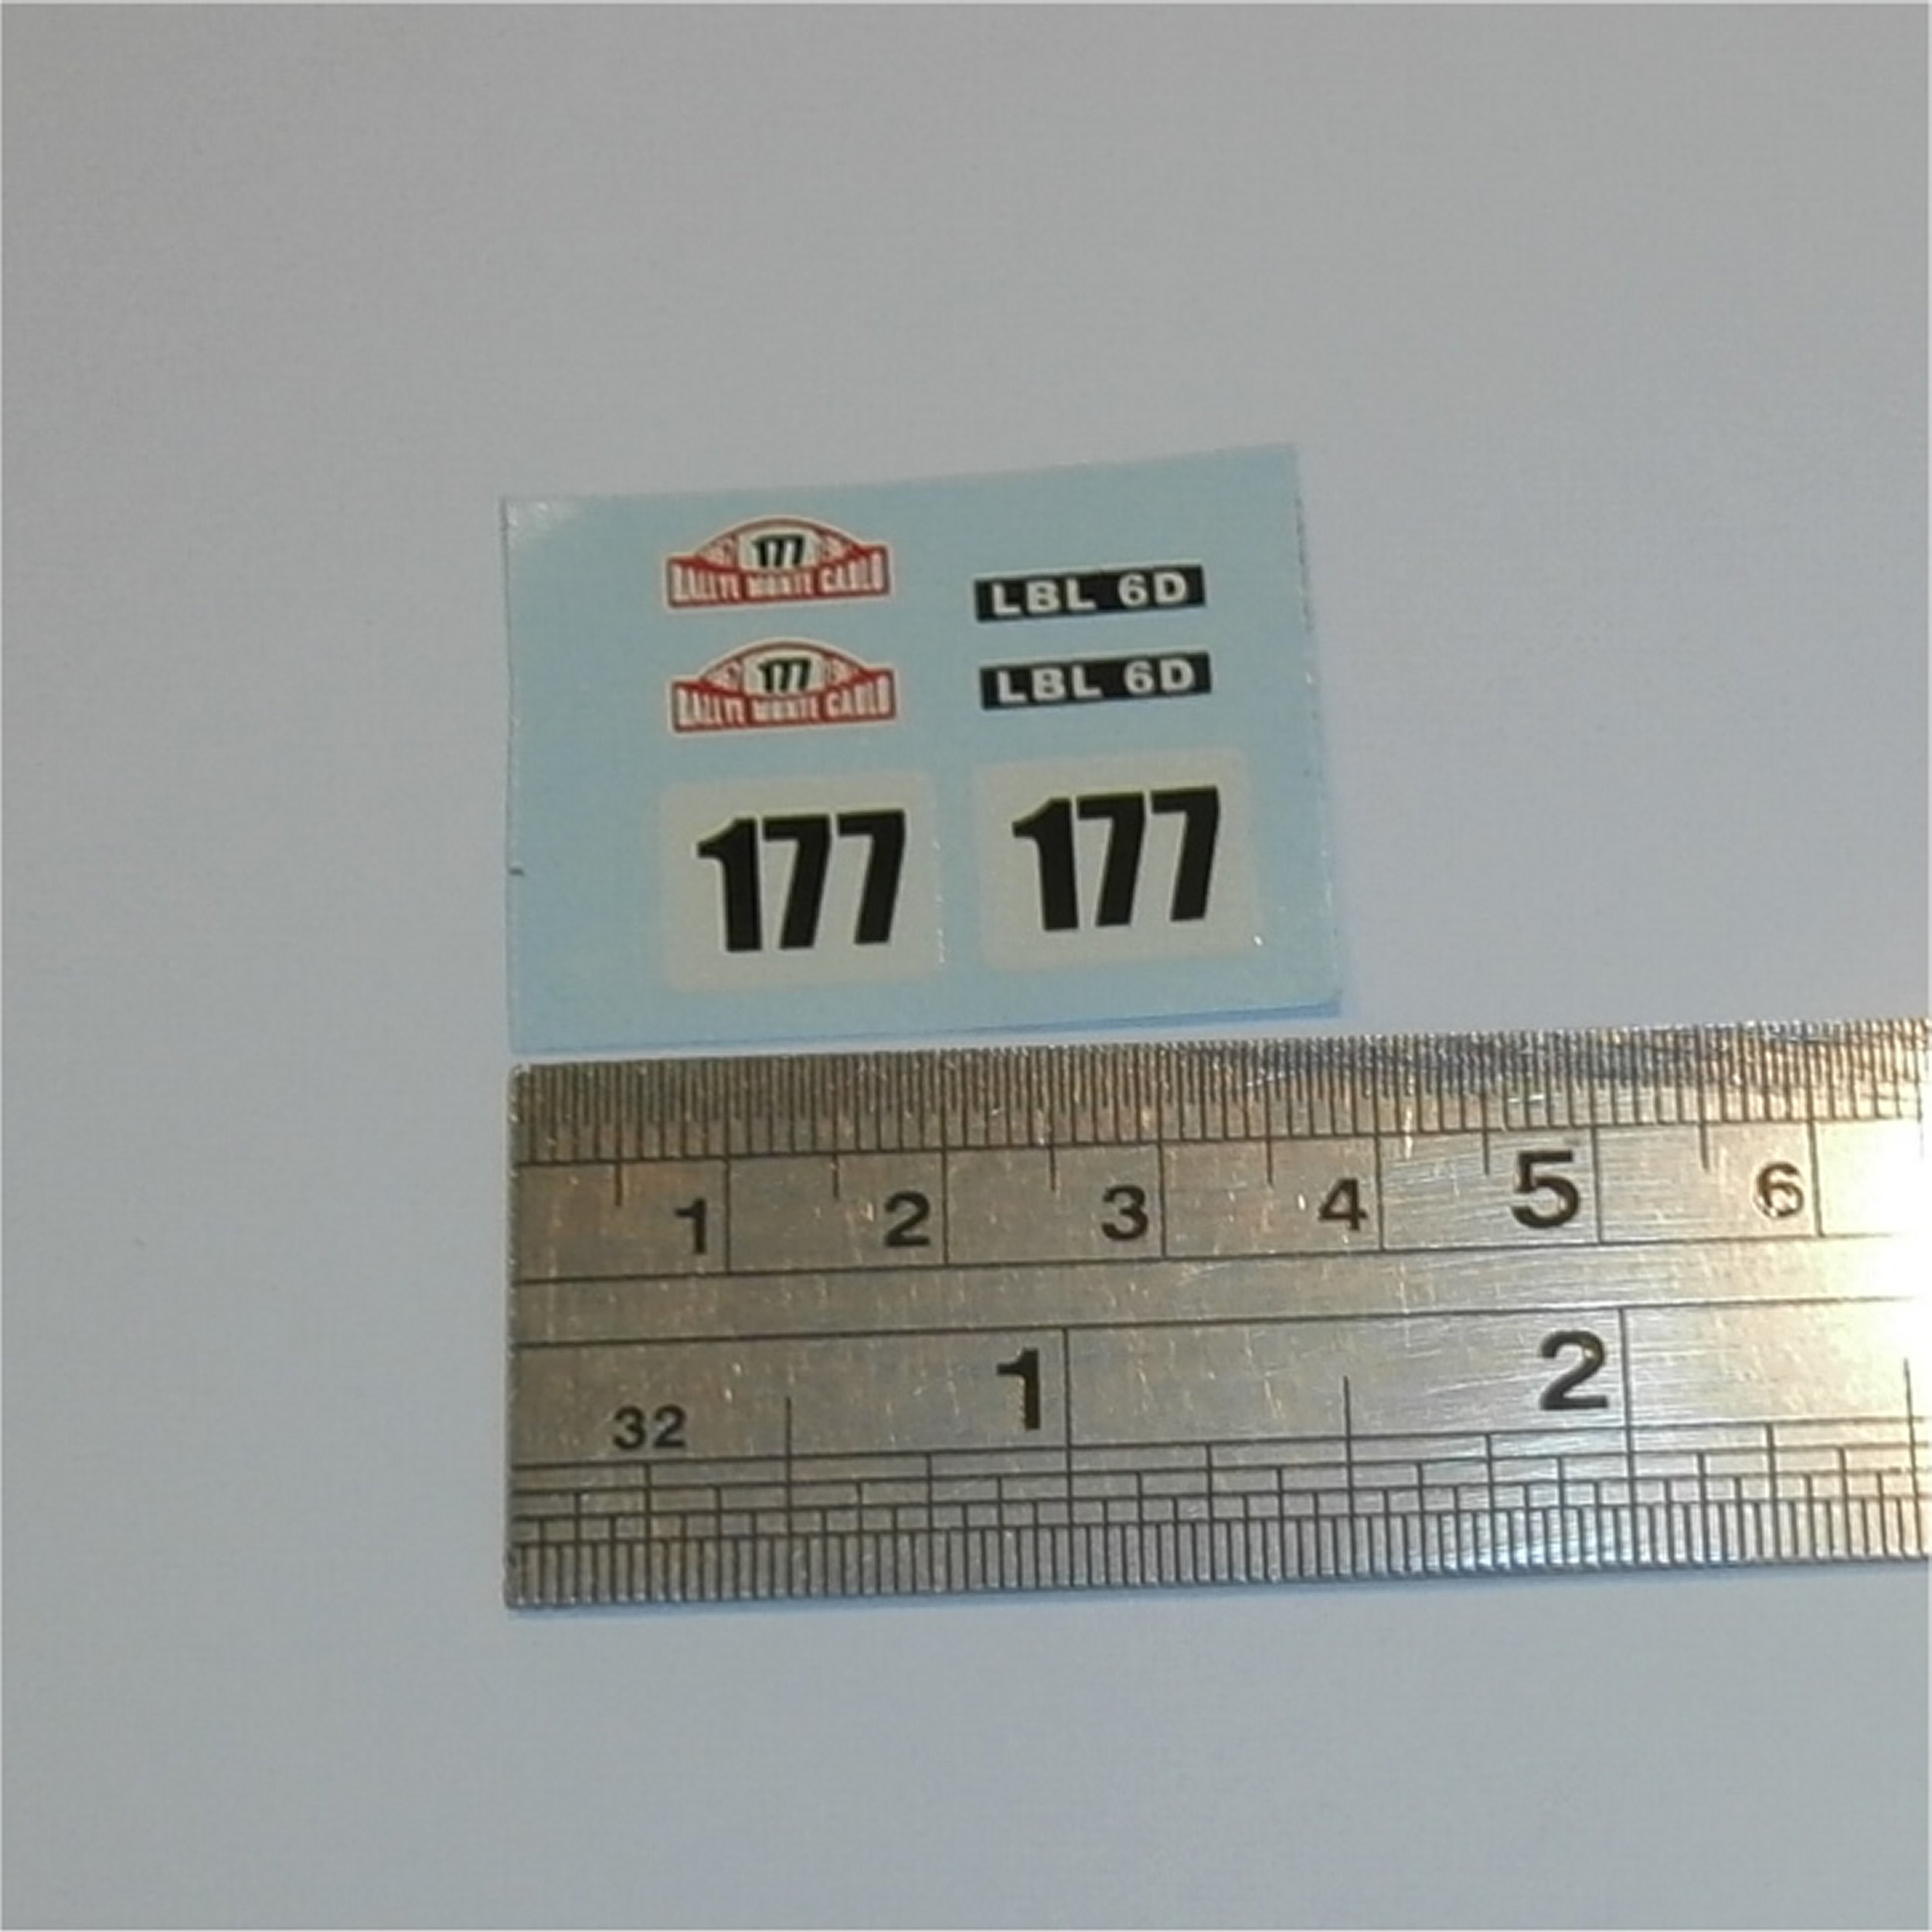 177
RALLYE MONTE CARLO
LBL 6D
177
RALLYE MONTE CARLO
LBL 6D
177 177
1 2 3 4 5 6
1 2
32